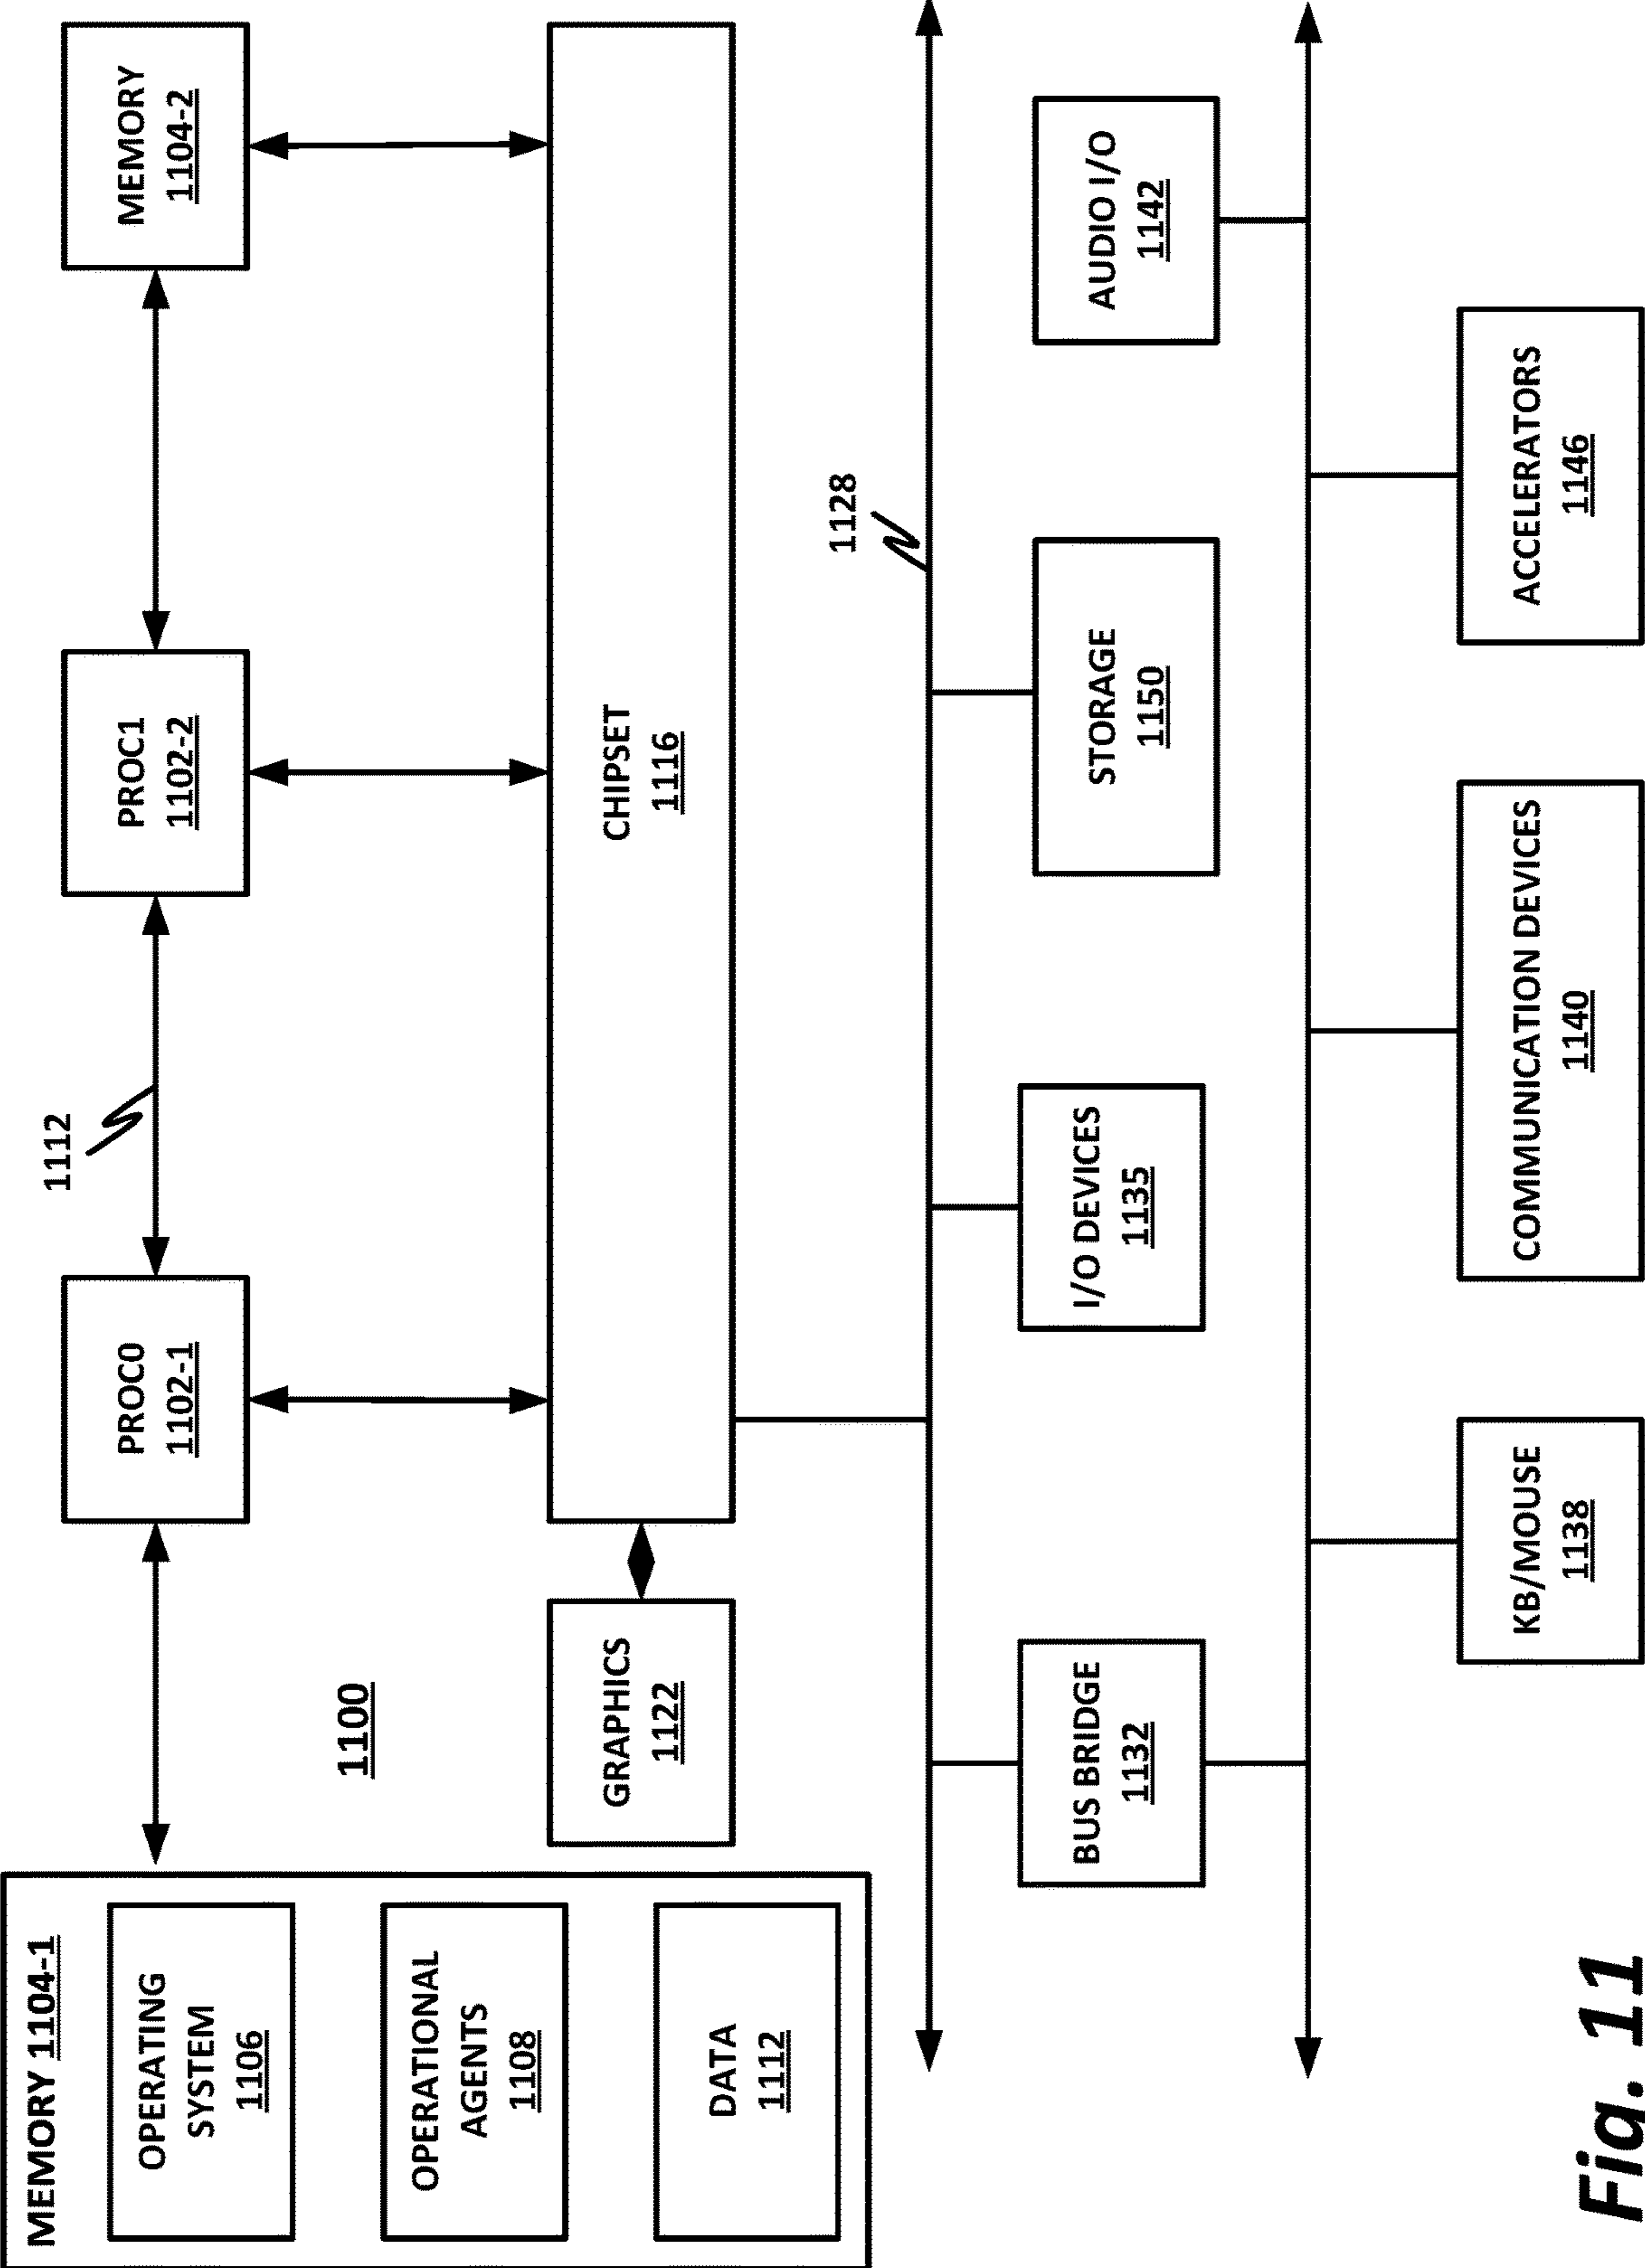 MEMORY 1104-1
OPERATING
SYSTEM
1106
OPERATIONAL
AGENTS
1108
DATA
1112
1100
PROC0
1102-1
1112
PROC1
1102-2
MEMORY
1104-2
GRAPHICS
1122
CHIPSET
1116
1128
BUS BRIDGE
1132
I/O DEVICES
1135
STORAGE
1150
AUDIO I/O
1142
KB/MOUSE
1138
COMMUNICATION DEVICES
1140
ACCELERATORS
1146
Fig. 11